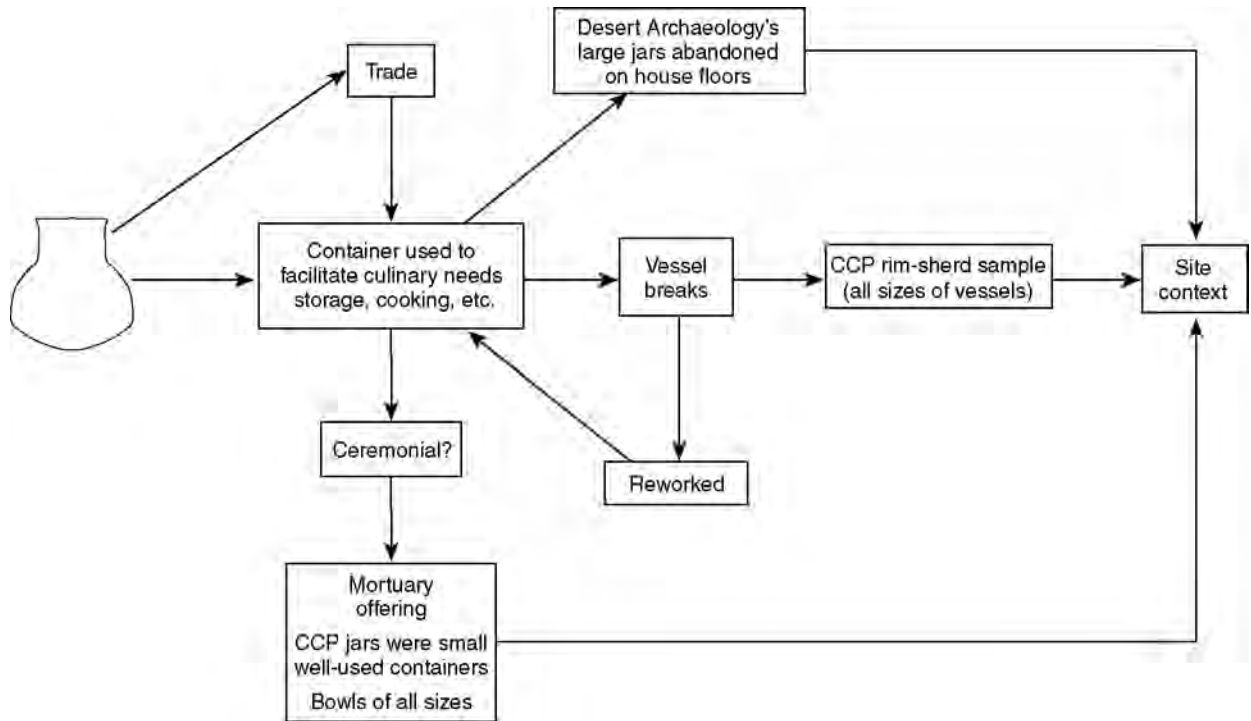 Desert Archaeology's
large jars abandoned
on house floors
Trade
Container used to
facilitate culinary needs
storage, cooking, etc.
Vessel
breaks
CCP rim-sherd sample
(all sizes of vessels)
Site
context
Ceremonial?
Reworked
Mortuary
offering
CCP jars were small
well-used containers
Bowls of all sizes